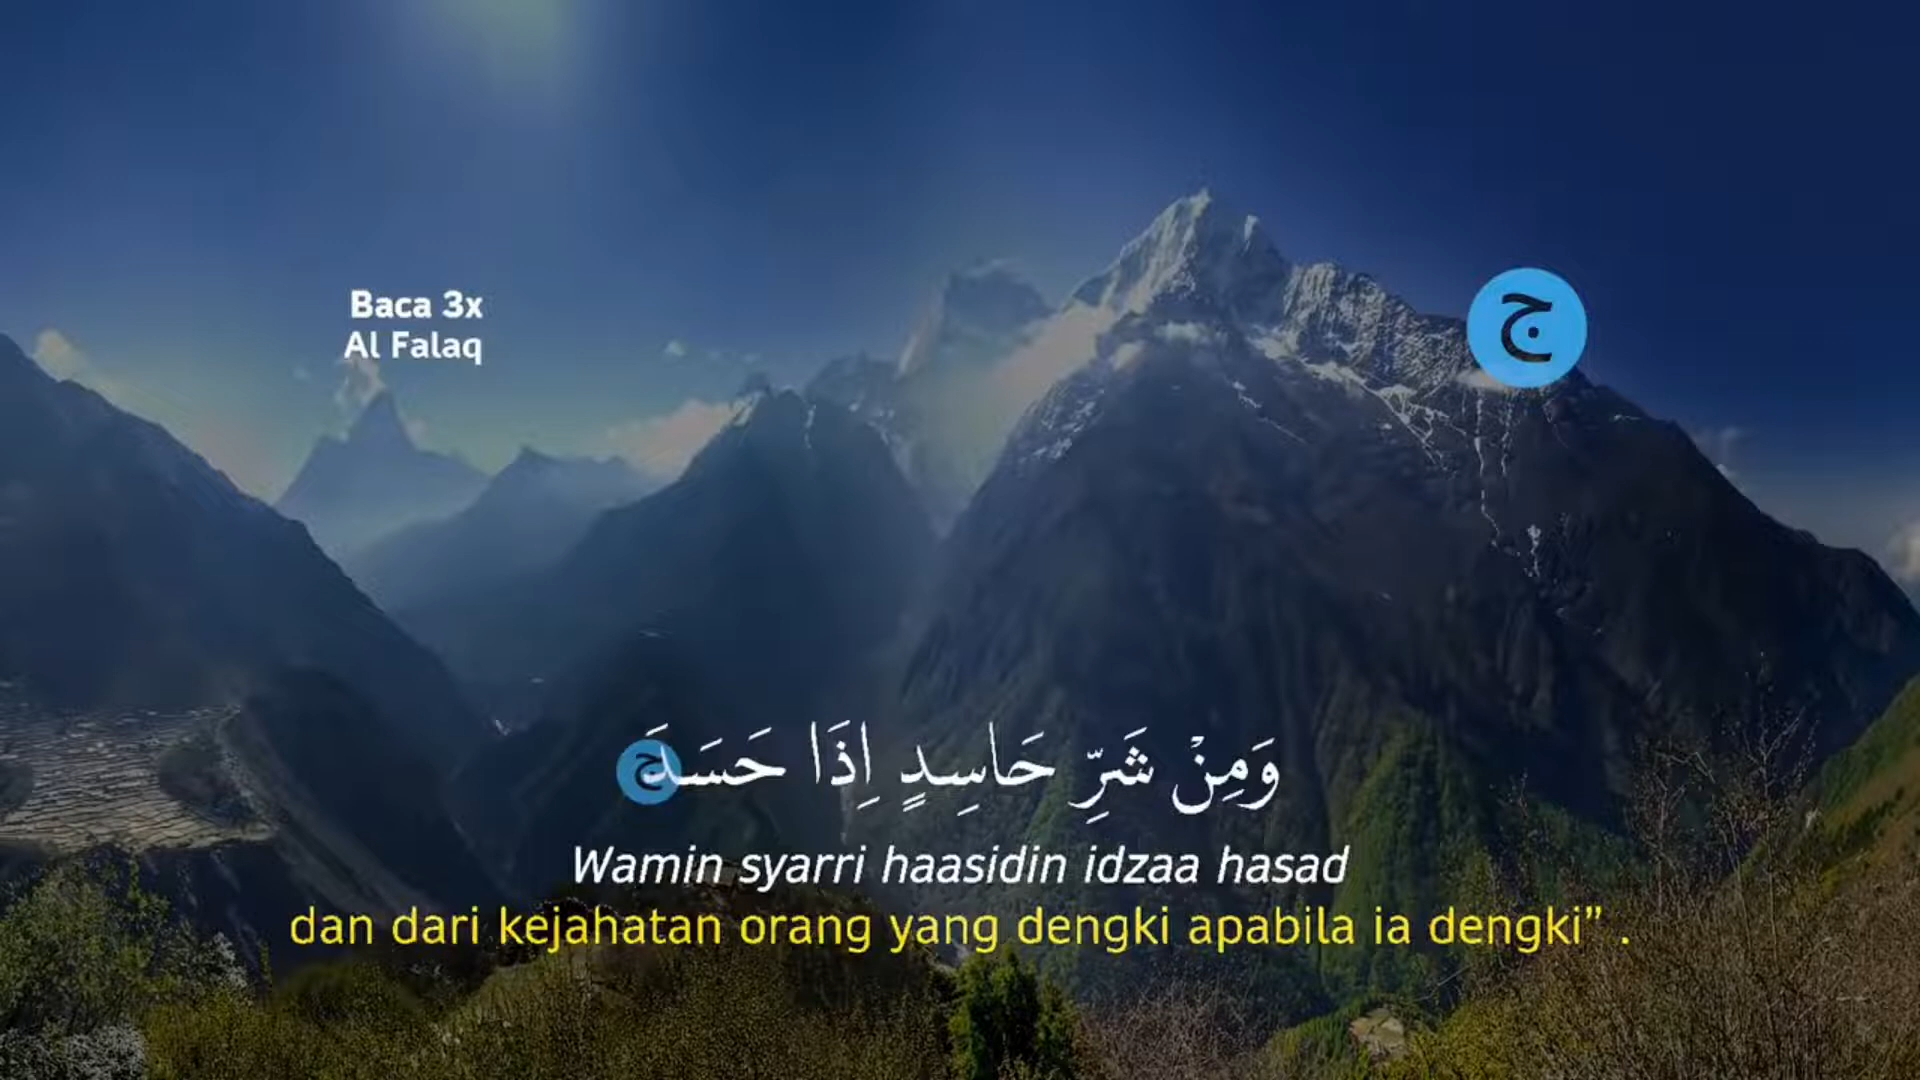 Baca 3x
Al Falaq
ج
وَمِنْ شَرِّ حَاسِدٍ اِذَا حَسَدَ ج
Wamin syarri haasidin idzaa hasad
dan dari kejahatan orang yang dengki apabila ia dengki” .